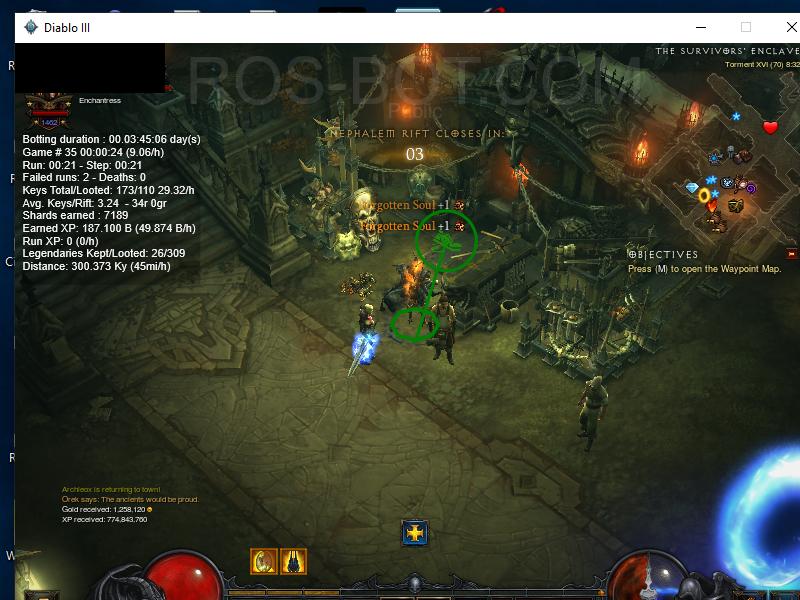 Diablo III
THE SURVIVORS' ENCLAVE
Torment XVI (70) 8:32
ROS-BOT.COM
Public
Enchantress
1462
NEPHALEM RIFT CLOSES IN:
03
Botting duration : 00.03:45:06 day(s)
Game # 35 00:00:24 (9.06/h)
Run: 00:21 - Step: 00:21
Failed runs: 2 - Deaths: 0
Keys Total/Looted: 173/110 29.32/h
Avg. Keys/Rift: 3.24 - 34r 0gr
Shards earned : 7189
Earned XP: 187.100 B (49.874 B/h)
Run XP: 0 (0/h)
Legendaries Kept/Looted: 26/309
Distance: 300.373 Ky (45mi/h)
Forgotten Soul +1
Forgotten Soul +1
OBJECTIVES
Press (M) to open the Waypoint Map.
Archleox is returning to town!
Orek says: The ancients would be proud.
Gold received: 1,258,120
XP received: 774,843,760